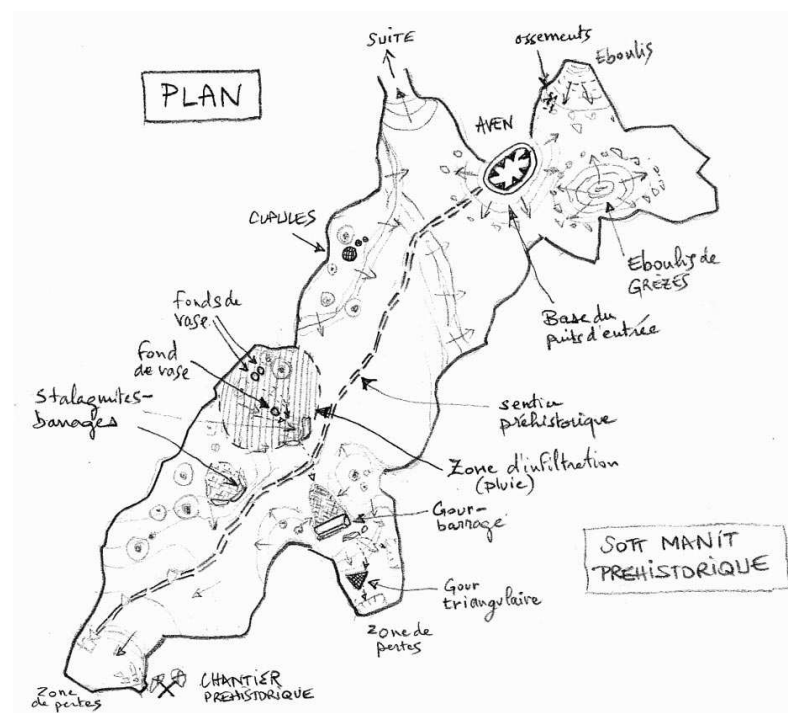 SUITE
ossements
Eboulis
PLAN
AVEN
CUPULES
Eboulis de
GRÈZES
fonds de
vase
Base du
puits d'entrée
fond
de vase
Stalagmites-
barrages
sentier
préhistorique
Zone d'infiltration
(pluie)
Gour-
barrage
SOTT MANIT
PREHISTORIQUE
Gour
triangulaire
Zone de
pertes
Zone
de pertes
CHANTIER
PREHISTORIQUE